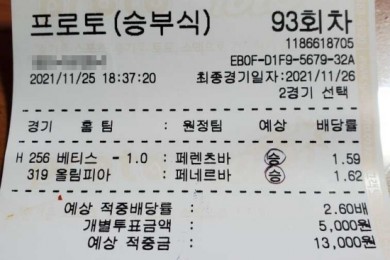 프로토(승부식) 93회차
1186618705
EB0F-D1F9-5679-32A
2021/11/25 18:37:20 최종경기일자:2021/11/26
2경기 선택
경기 홈팀 : 원정팀 예상 배당률
H 256 베티스 - 1.0 : 페렌츠바 승 1.59
319 올림피아 : 페네르바 승 1.62
예상 적중배당률 : 2.60배
개별투표금액 : 5,000원
예상 적중금 : 13,000원